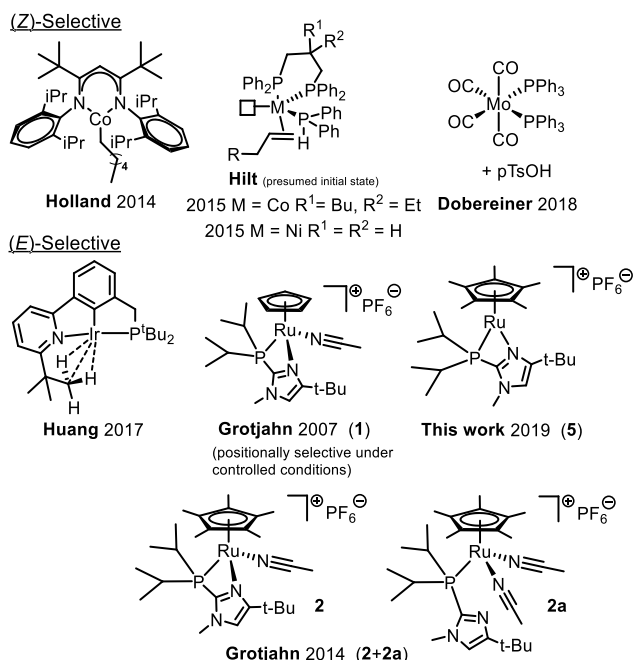 (Z)-Selective
iPr
iPr
N
N
Co
iPr
iPr
4
Holland 2014
R1
R2
Ph2P
PPh2
M
Ph
P
Ph
H
R
Hilt (presumed initial state)
2015 M = Co R1= Bu, R2 = Et
2015 M = Ni R1 = R2 = H
CO
CO
PPh3
Mo
OC
PPh3
CO
+ pTsOH
Dobereiner 2018
(E)-Selective
N
Ir
PtBu2
H
H
H
Huang 2017
⊕
PF6⊖
Ru
N
P
N
N
t-Bu
Grotjahn 2007 (1)
(positionally selective under
controlled conditions)
⊕
PF6⊖
Ru
P
N
N
t-Bu
This work 2019 (5)
⊕
PF6⊖
Ru
N
P
N
N
t-Bu
2
⊕
PF6⊖
Ru
N
N
P
N
N
t-Bu
2a
Grotjahn 2014 (2+2a)